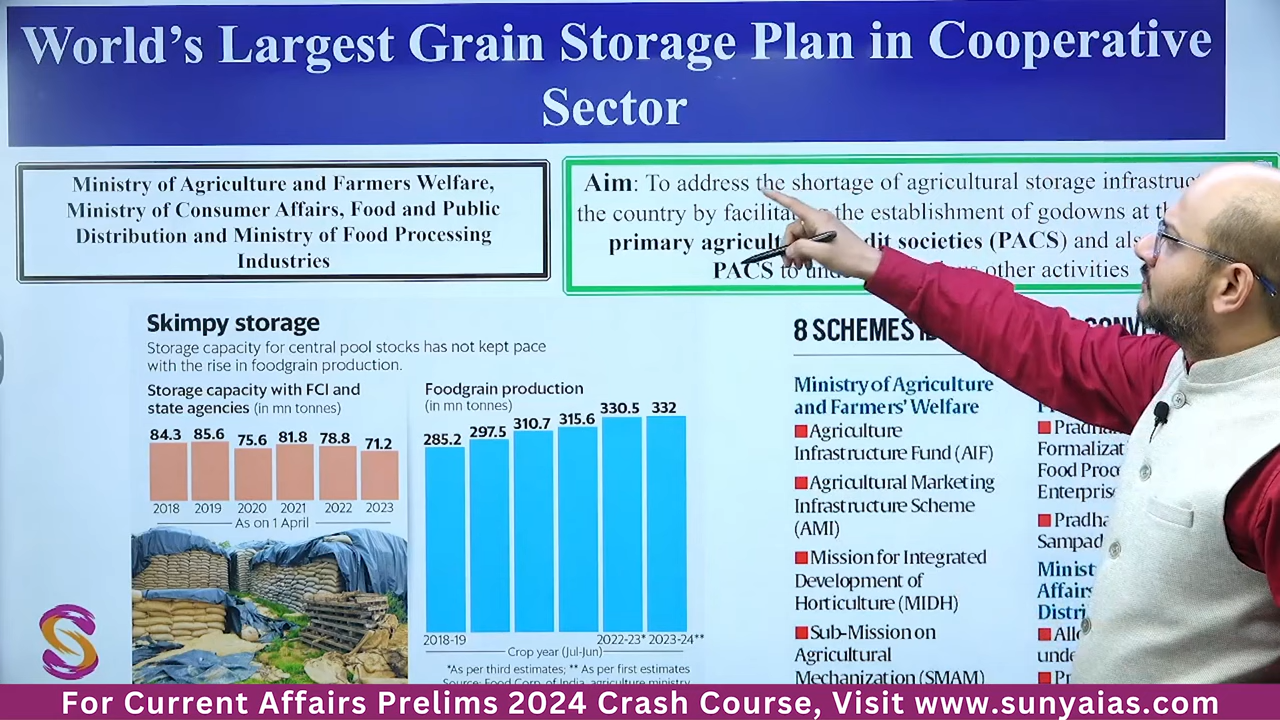 World's Largest Grain Storage Plan in Cooperative
Sector
Ministry of Agriculture and Farmers Welfare,
Ministry of Consumer Affairs, Food and Public
Distribution and Ministry of Food Processing
Industries
Aim: To address the shortage of agricultural storage
the country by the establishment of godowns at
primary societies (PACS) and
PACS to other activities
Skimpy storage
Storage capacity for central pool stocks has not kept pace
with the rise in foodgrain production.
Storage capacity with FCI and
state agencies (in mn tonnes)
84.3 85.6 75.6 81.8 78.8 71.2
2018 2019 2020 2021 2022 2023
As on 1 April
Foodgrain production
(in mn tonnes)
285.2 297.5 310.7 315.6 330.5 332
2018-19 2022-23* 2023-24**
Crop year (Jul-Jun)
*As per third estimates; ** As per first estimates
Source: Food Corp. of India, agriculture ministry
8 SCHEMES
Ministry of Agriculture
and Farmers' Welfare
Agriculture
Infrastructure Fund (AIF)
Agricultural Marketing
Infrastructure Scheme
(AMI)
Mission for Integrated
Development of
Horticulture (MIDH)
Sub-Mission on
Agricultural
Mechanization (SMAM)
Food
S
For Current Affairs Prelims 2024 Crash Course, Visit www.sunyaias.com